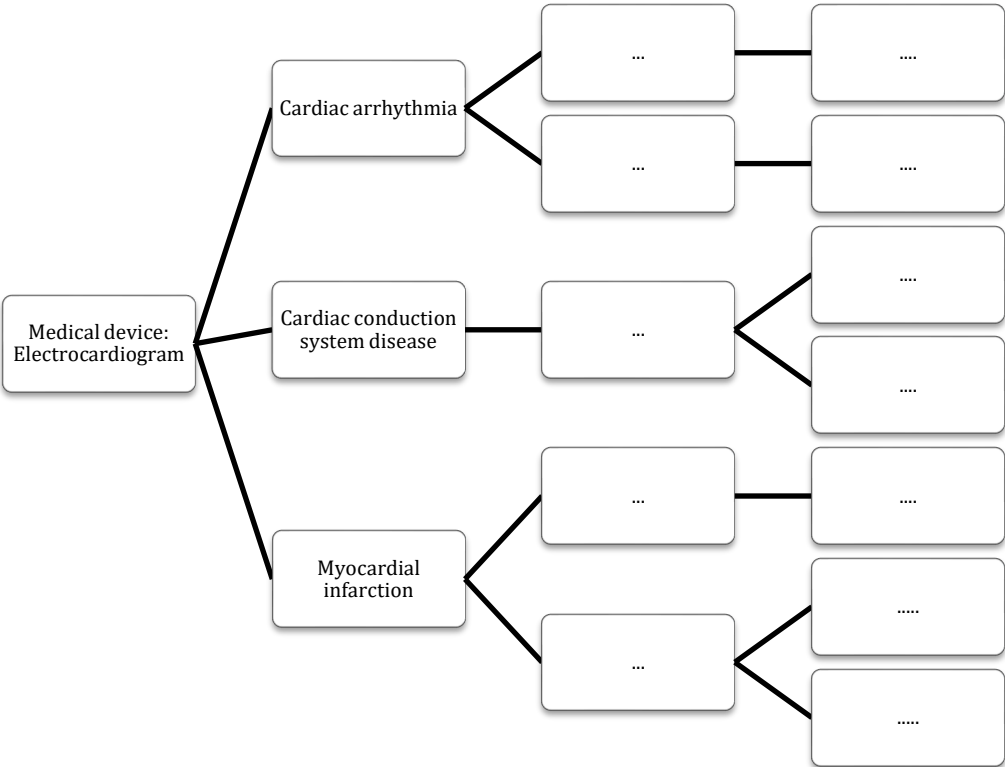 ...
....
Cardiac arrhythmia
...
....
....
Medical device:
Electrocardiogram
Cardiac conduction
system disease
...
....
...
....
Myocardial
infarction
.....
...
.....